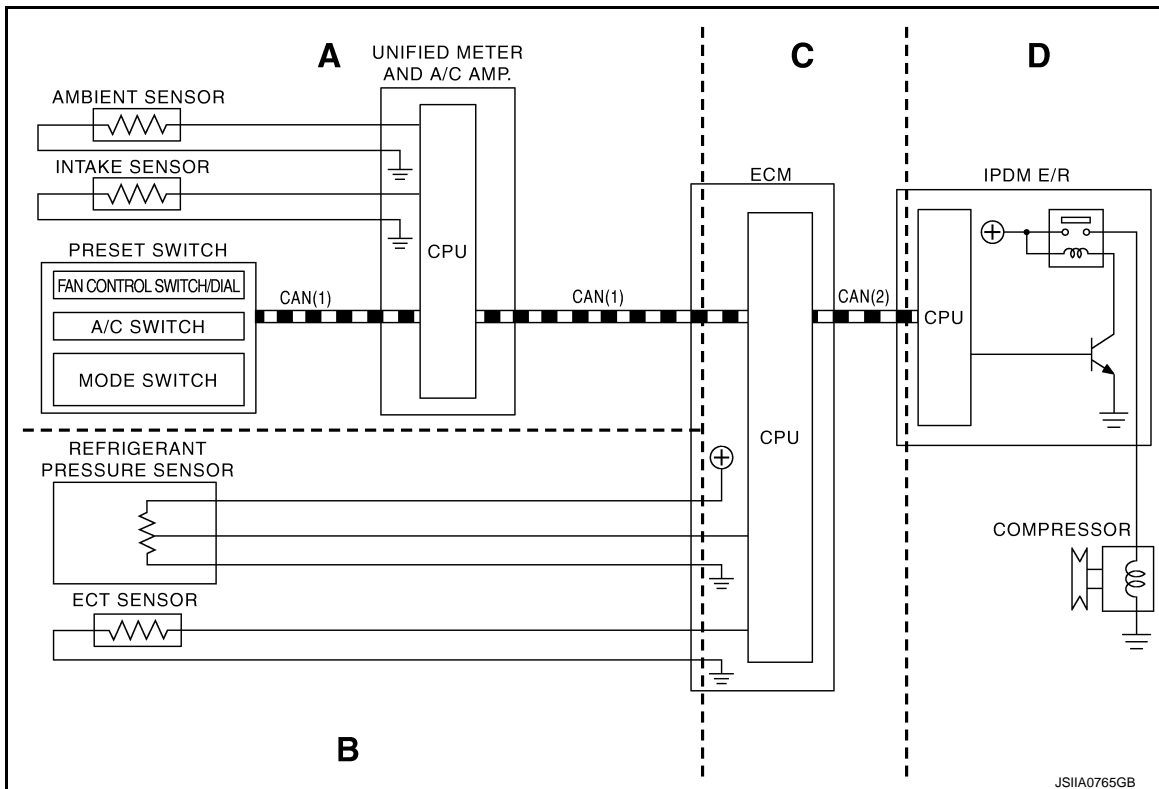 A
C
D
UNIFIED METER
AND A/C AMP.
AMBIENT SENSOR
INTAKE SENSOR
CPU
PRESET SWITCH
FAN CONTROL SWITCH/DIAL
A/C SWITCH
MODE SWITCH
CAN(1)
CAN(1)
ECM
CPU
CAN(2)
IPDM E/R
CPU
COMPRESSOR
REFRIGERANT
PRESSURE SENSOR
ECT SENSOR
B
JSIIA0765GB